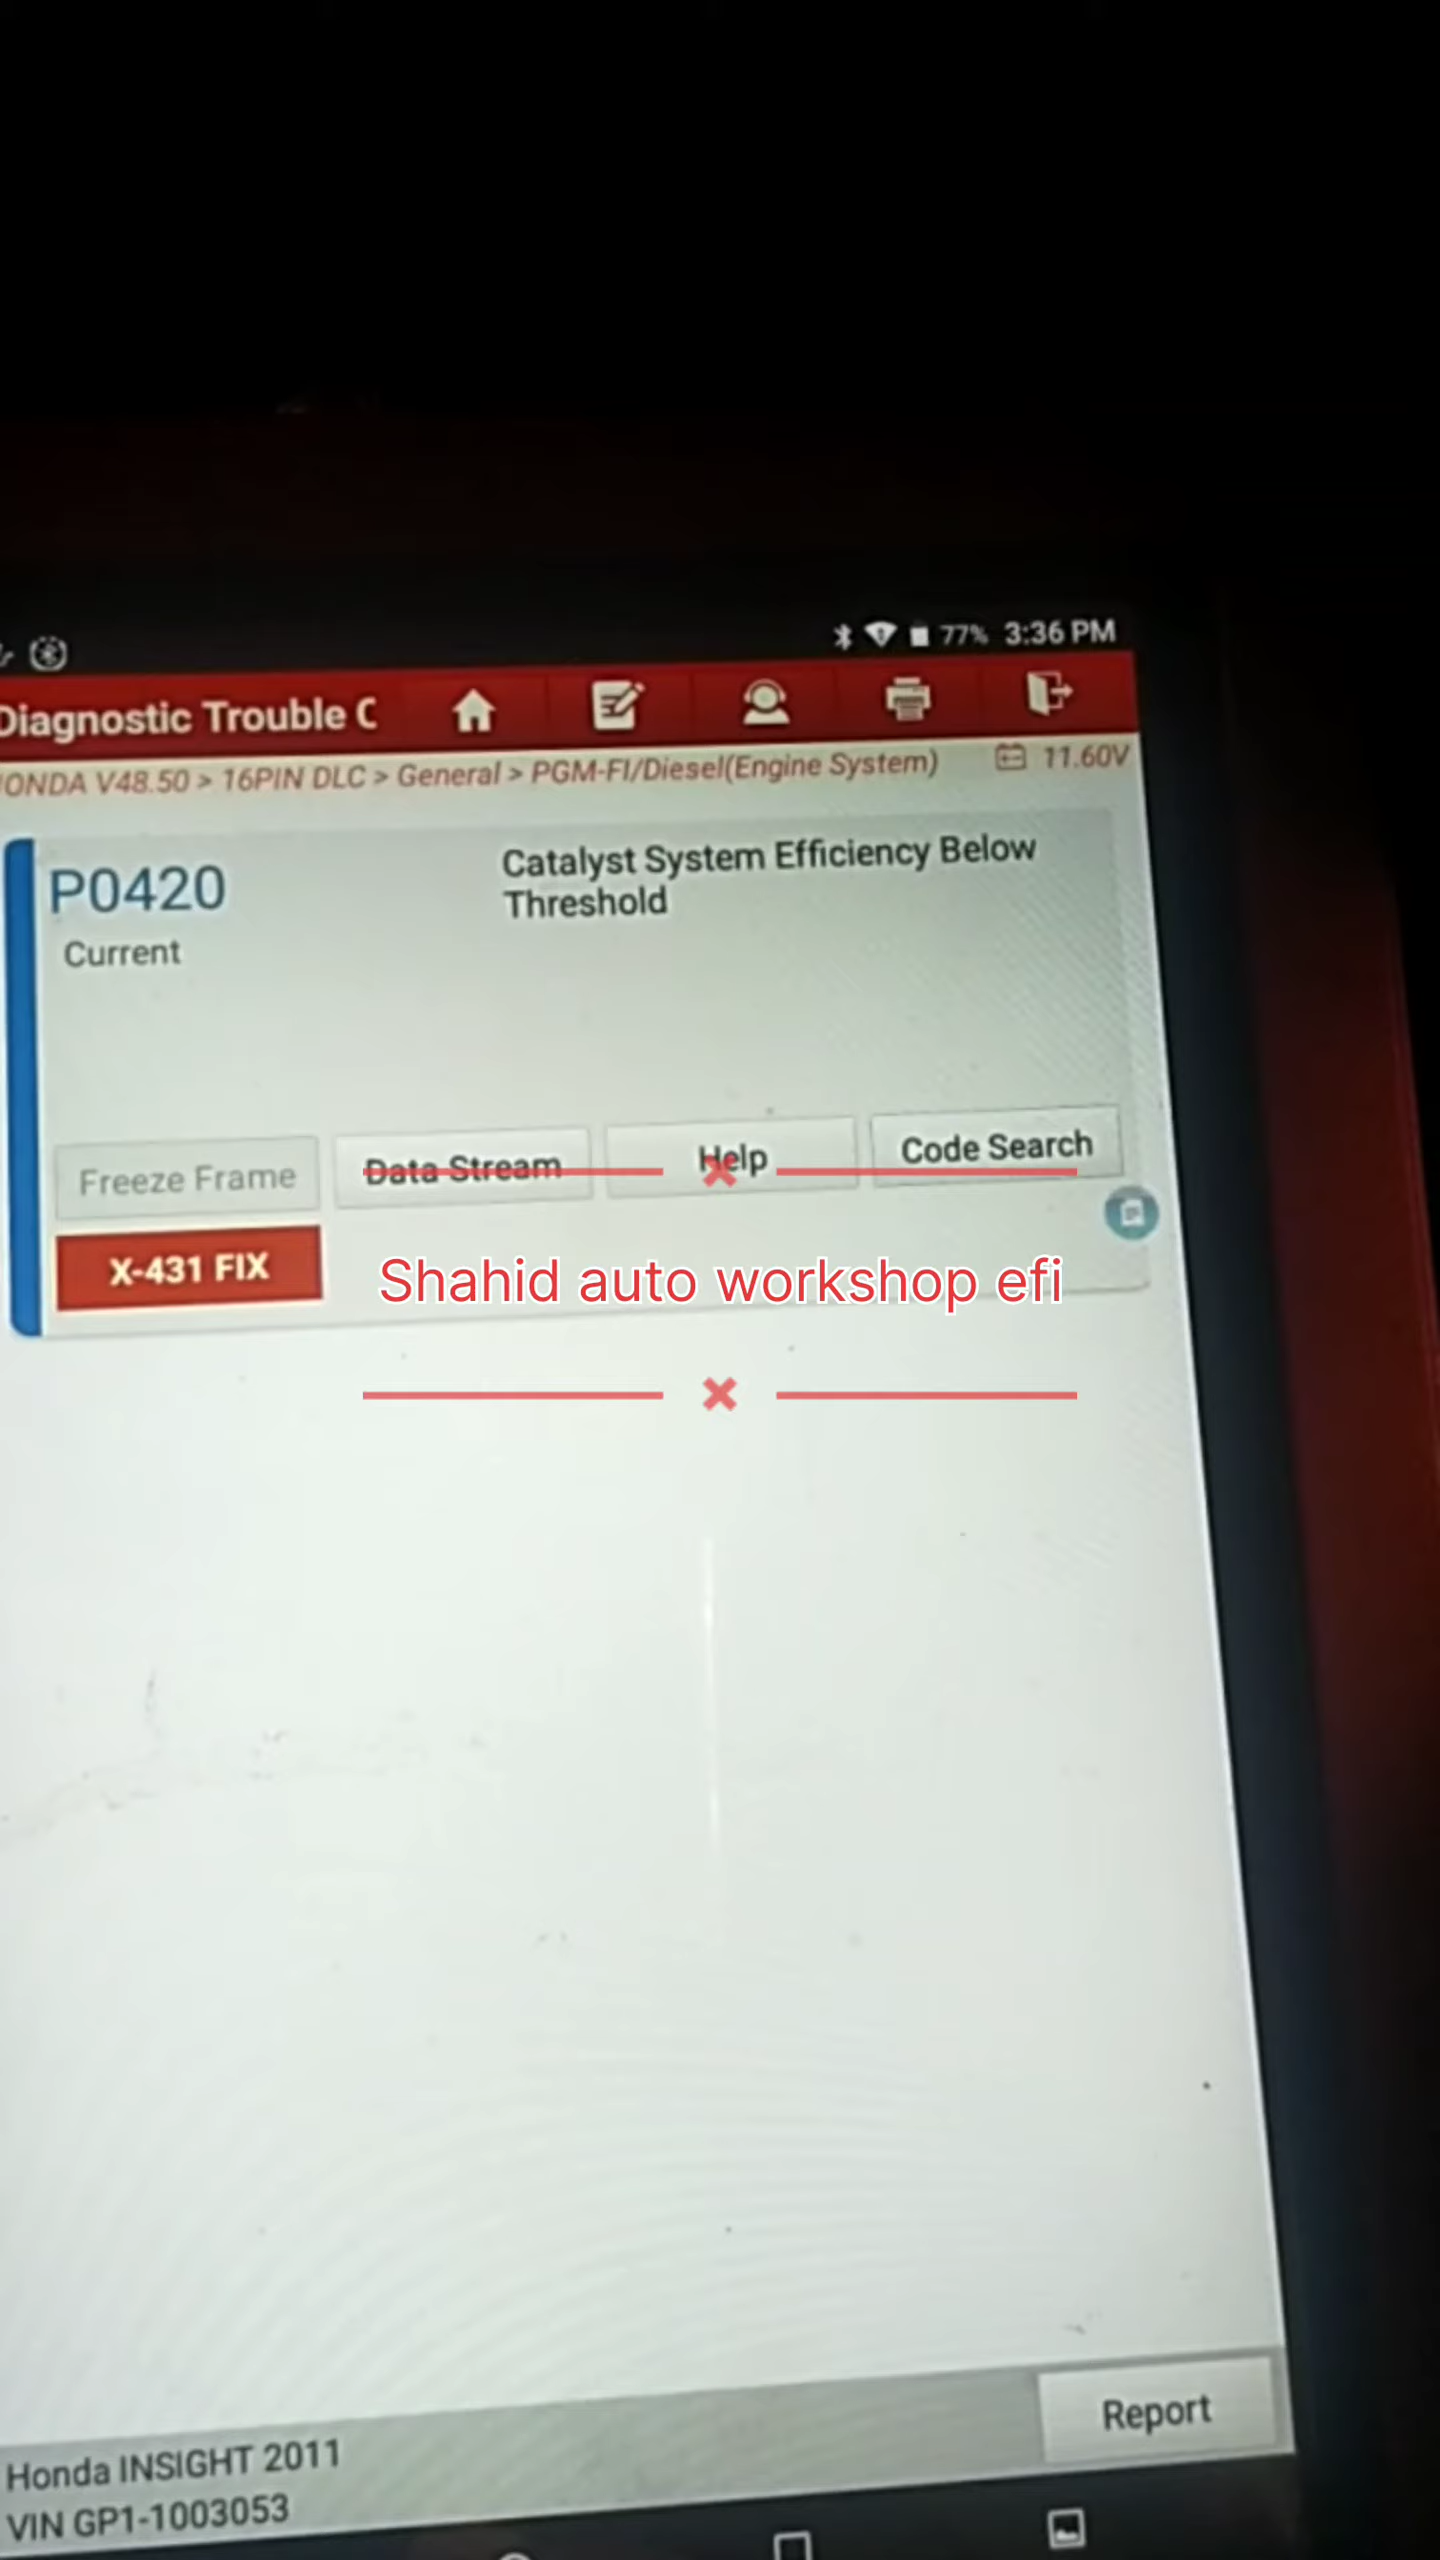 77% 3:36 PM
Diagnostic Trouble C
ONDA V48.50 > 16PIN DLC > General > PGM-FI/Diesel(Engine System) 11.60V
P0420
Catalyst System Efficiency Below
Threshold
Current
Freeze Frame
Data Stream
Help
Code Search
X-431 FIX
Shahid auto workshop efi
Report
Honda INSIGHT 2011
VIN GP1-1003053